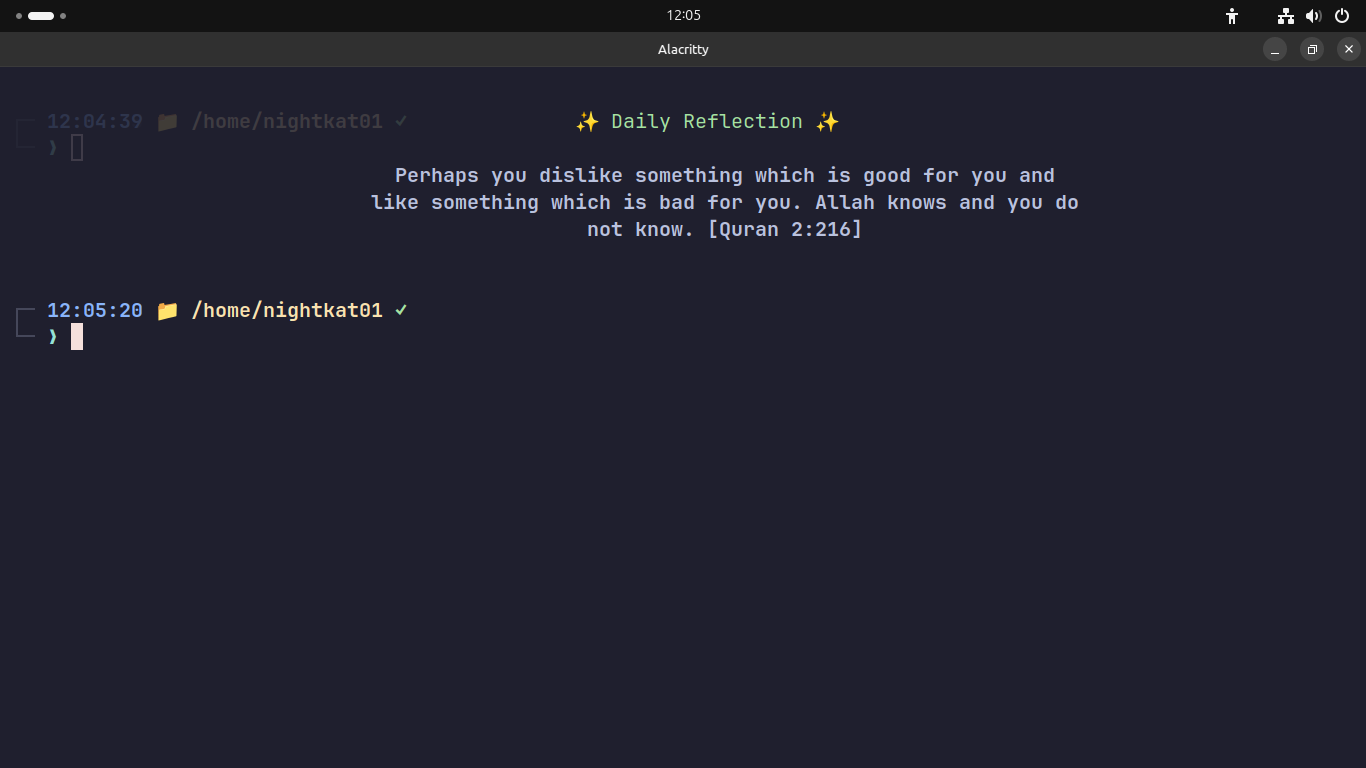 12:05
Alacritty
12:04:39 📁 /home/nightkat01 ✓
❯
✨ Daily Reflection ✨
Perhaps you dislike something which is good for you and
like something which is bad for you. Allah knows and you do
not know. [Quran 2:216]
12:05:20 📁 /home/nightkat01 ✓
❯